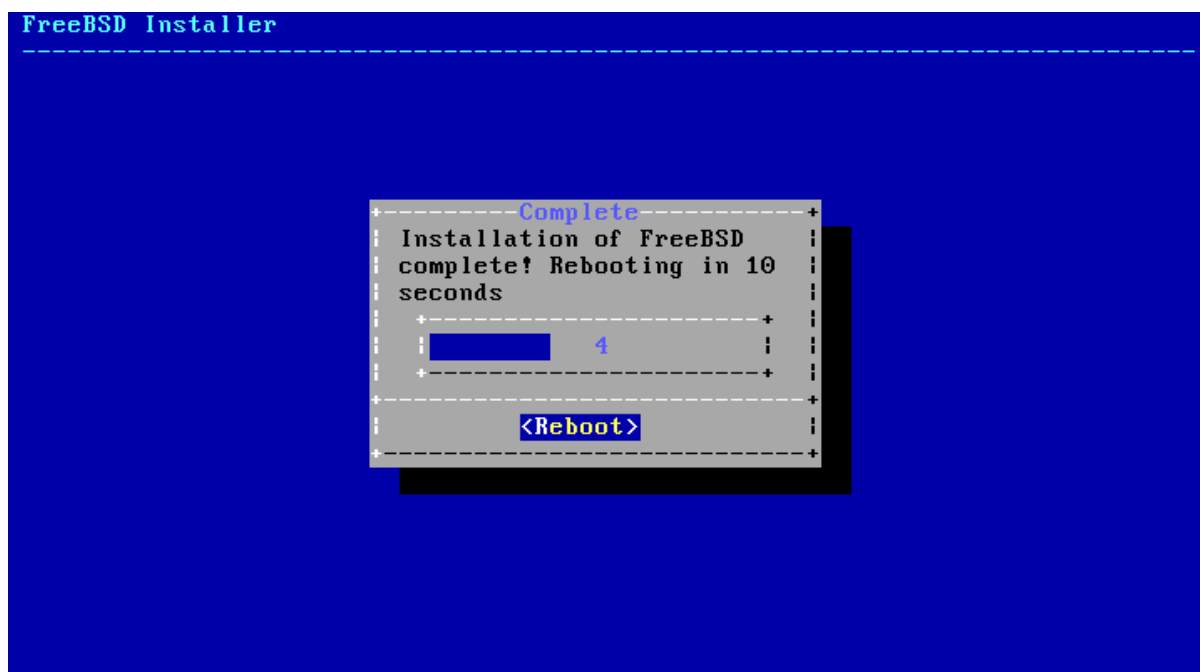 FreeBSD Installer
Complete
Installation of FreeBSD
complete! Rebooting in 10
seconds
4
<Reboot>